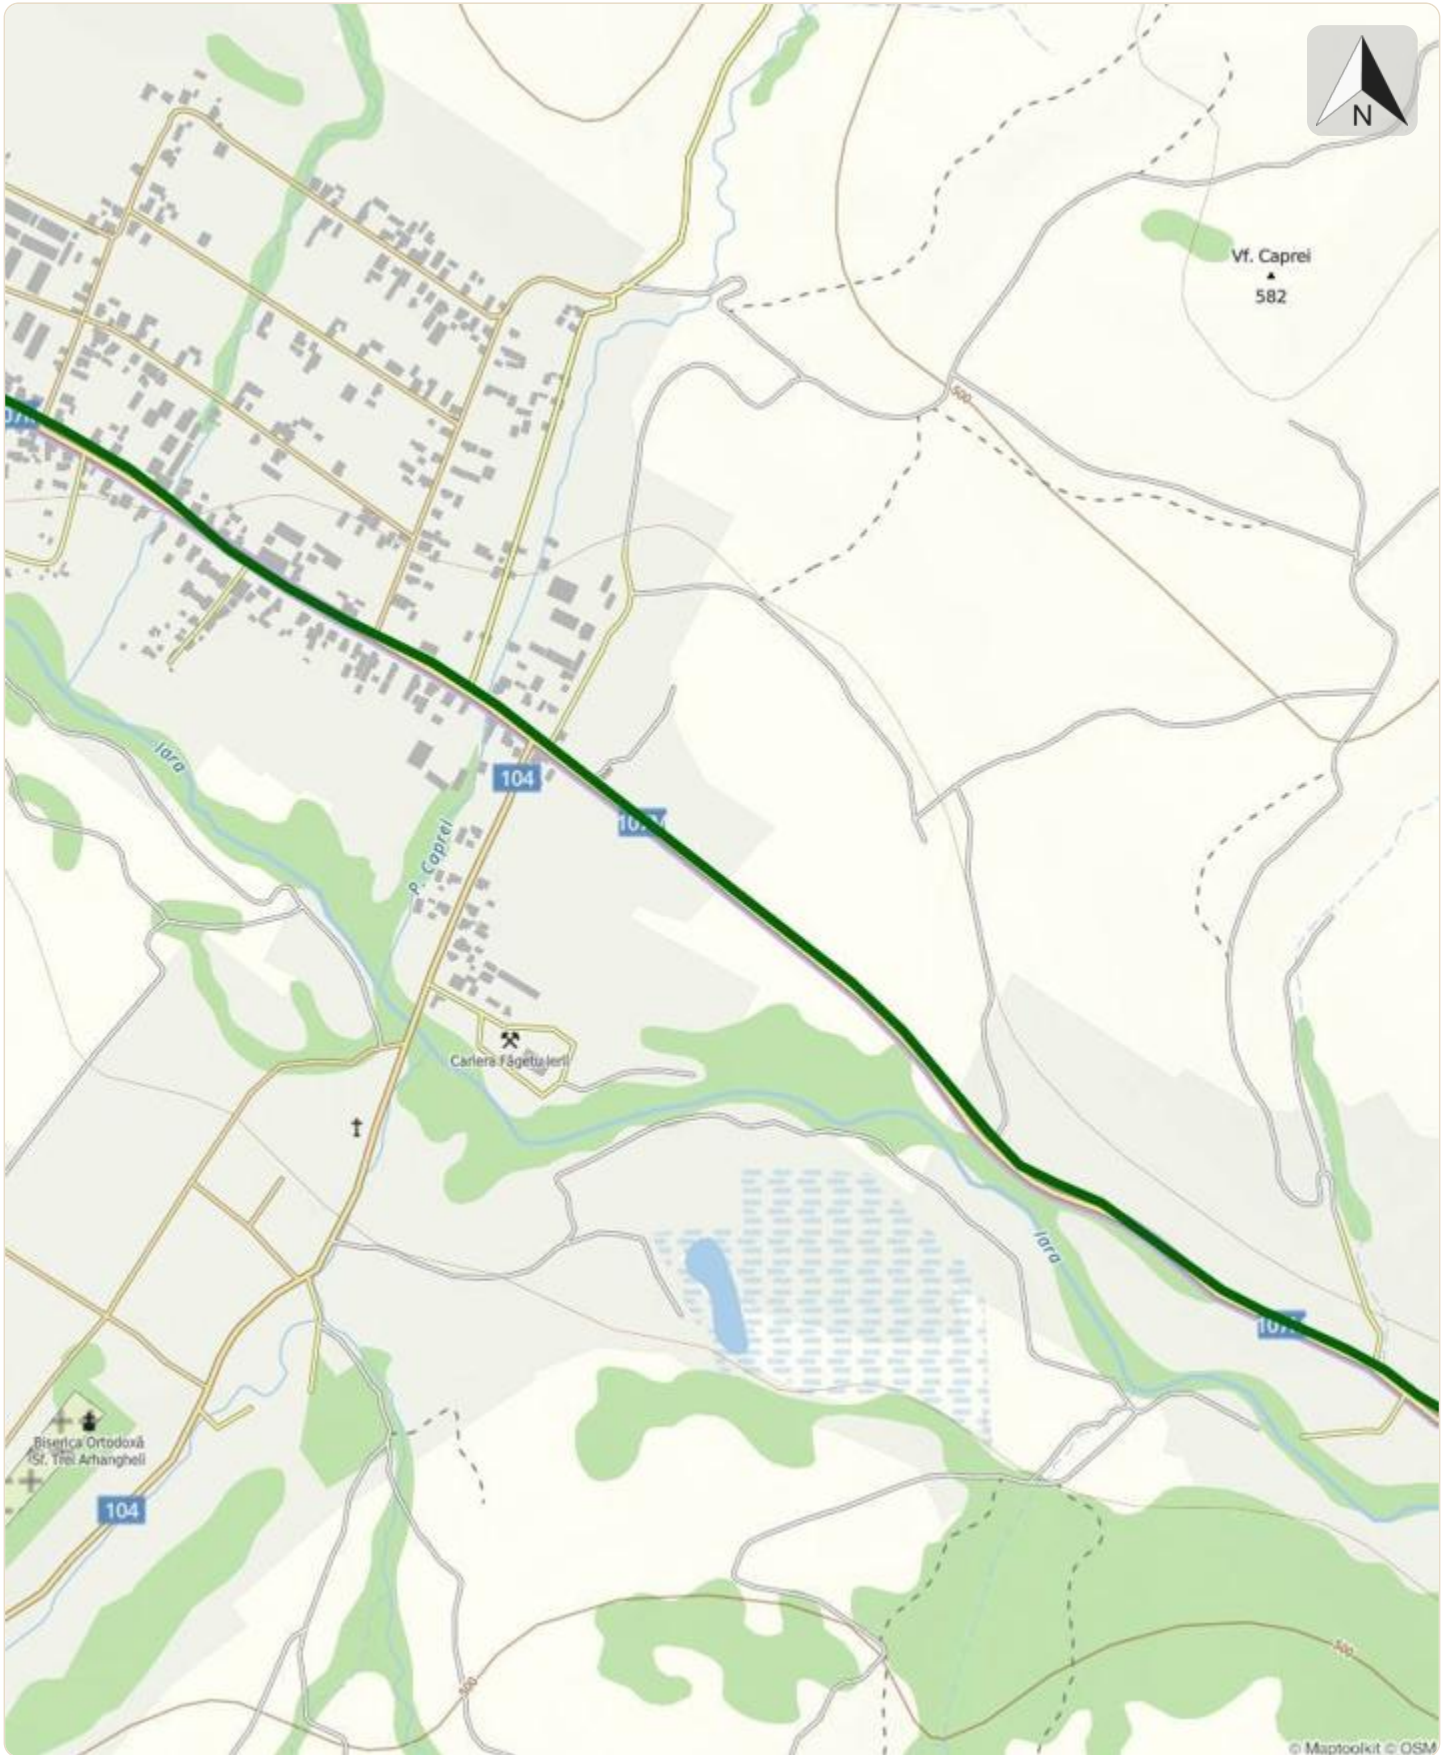 N
Vf. Caprei
582
500
Iara
104
P. Caprei
Cariera Făgetu Ierii
Iara
Biserica Ortodoxă
Sf. Trei Arhangheli
104
500
500
© Maptoolkit © OSM